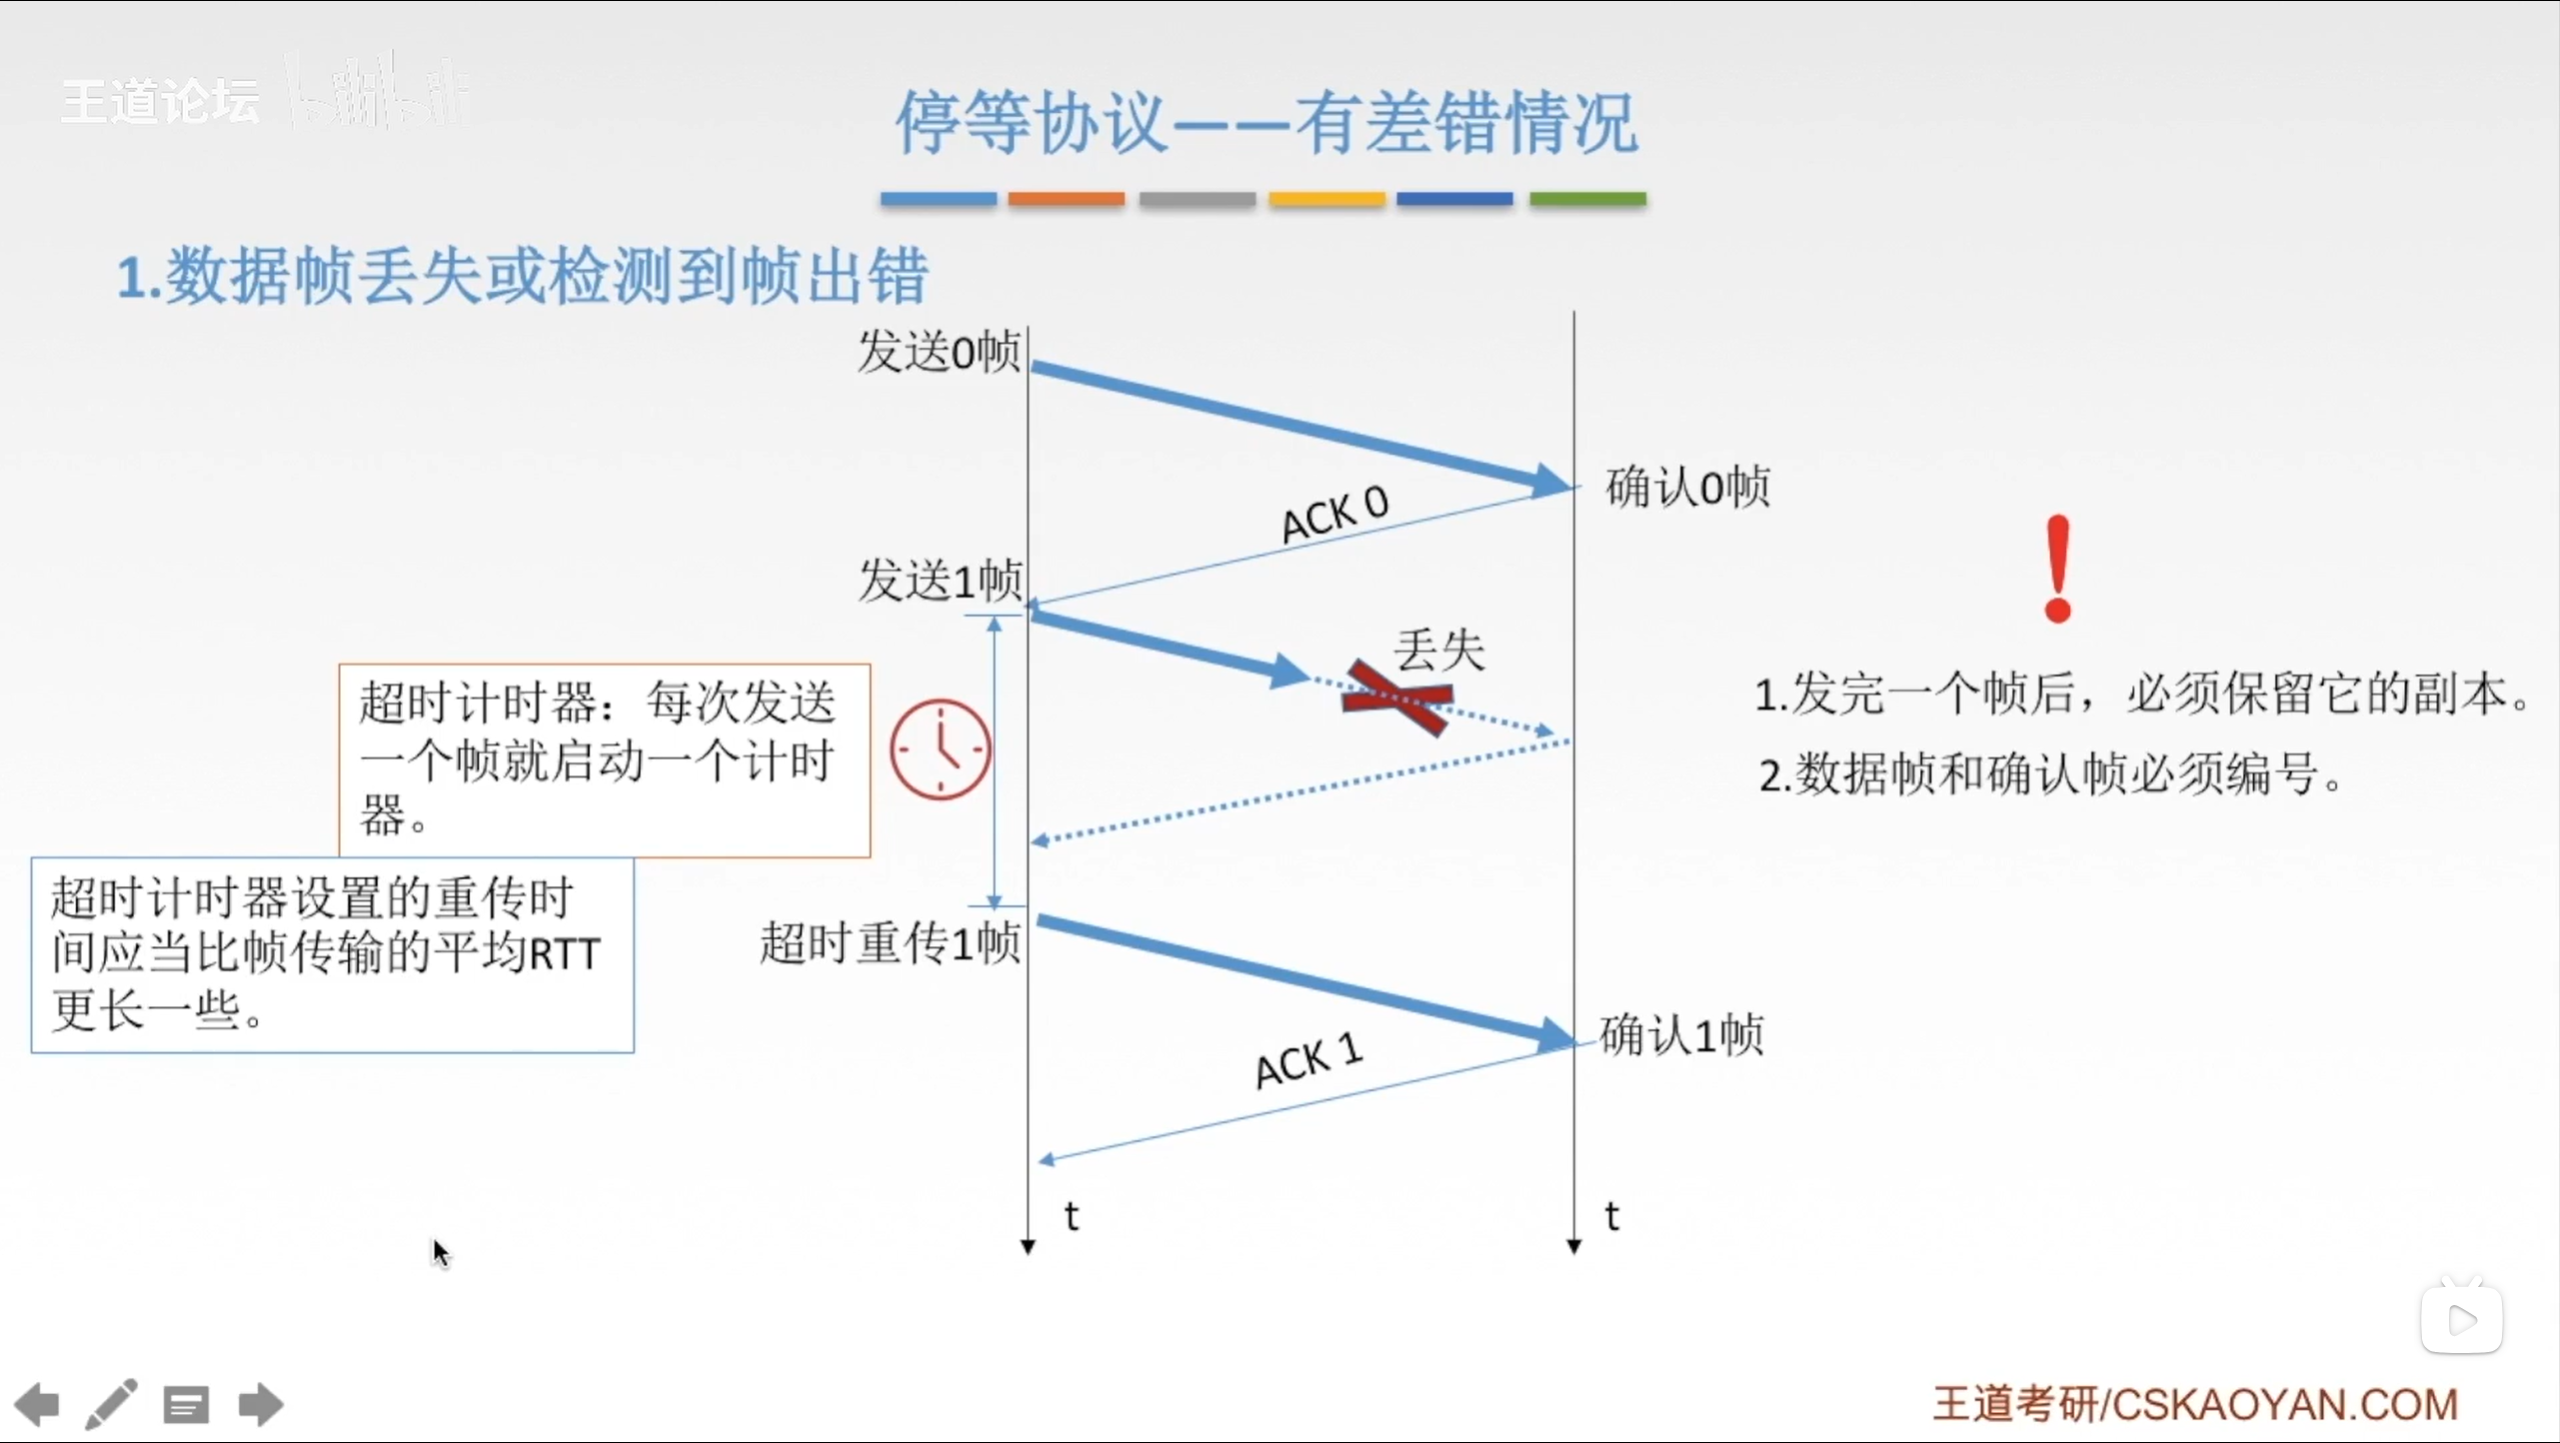 王道论坛 bilibili
停等协议——有差错情况
1.数据帧丢失或检测到帧出错
发送0帧
确认0帧
ACK 0
发送1帧
丢失
超时计时器：每次发送
一个帧就启动一个计时
器。
1.发完一个帧后，必须保留它的副本。
2.数据帧和确认帧必须编号。
超时计时器设置的重传时
间应当比帧传输的平均RTT
更长一些。
超时重传1帧
确认1帧
ACK 1
t
t
王道考研/CSKAOYAN.COM